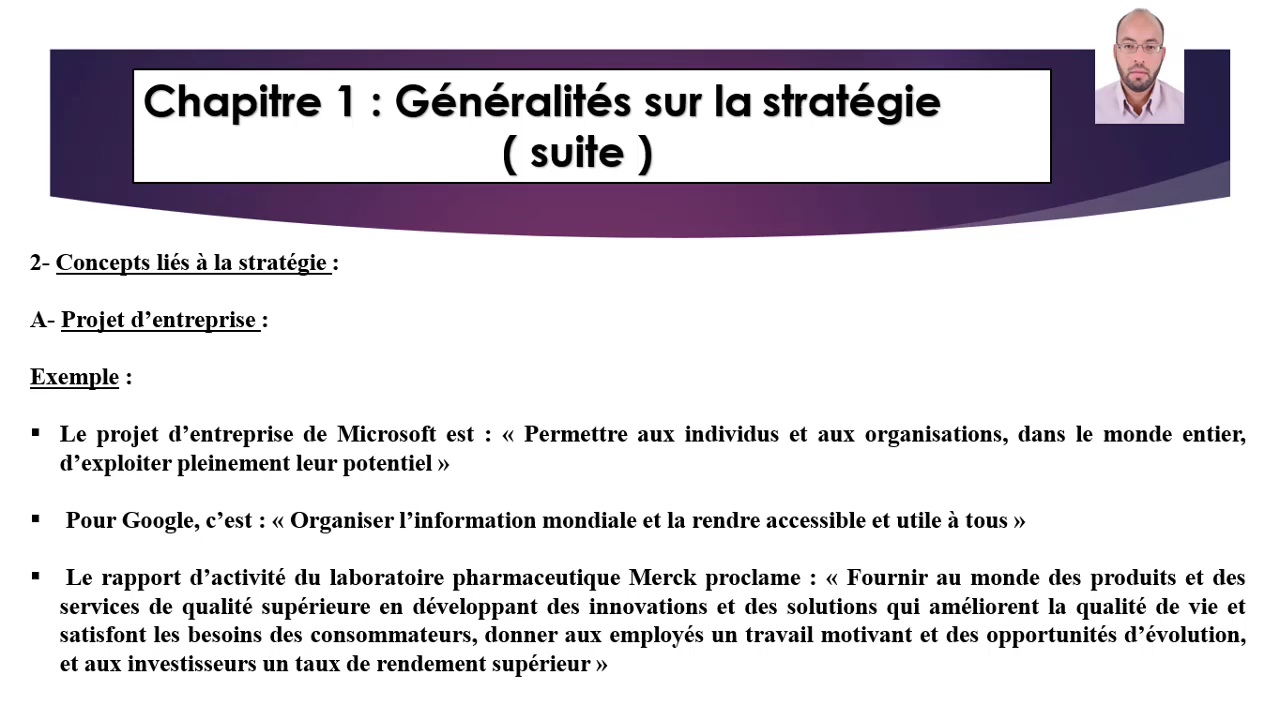 Chapitre 1 : Généralités sur la stratégie
( suite )
2- Concepts liés à la stratégie :
A- Projet d’entreprise :
Exemple :
▪ Le projet d’entreprise de Microsoft est : « Permettre aux individus et aux organisations, dans le monde entier,
d’exploiter pleinement leur potentiel »
▪ Pour Google, c’est : « Organiser l’information mondiale et la rendre accessible et utile à tous »
▪ Le rapport d’activité du laboratoire pharmaceutique Merck proclame : « Fournir au monde des produits et des
services de qualité supérieure en développant des innovations et des solutions qui améliorent la qualité de vie et
satisfont les besoins des consommateurs, donner aux employés un travail motivant et des opportunités d’évolution,
et aux investisseurs un taux de rendement supérieur »